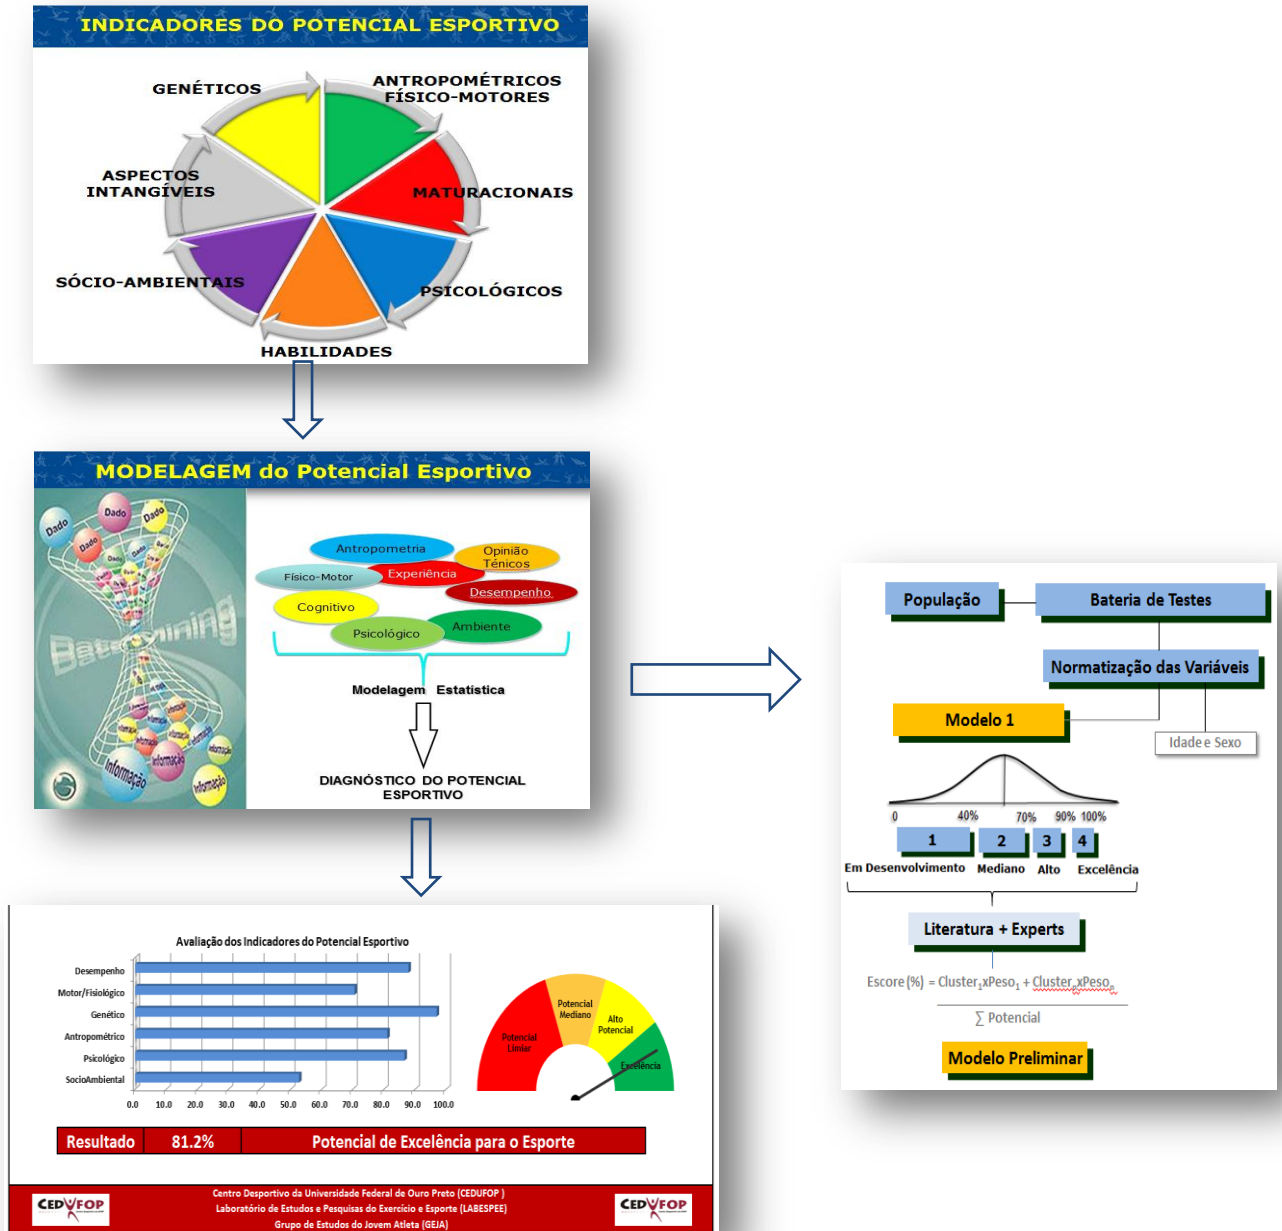 INDICADORES DO POTENCIAL ESPORTIVO
GENÉTICOS
ANTROPOMÉTRICOS
FÍSICO-MOTORES
ASPECTOS
INTANGÍVEIS
MATURACIONAIS
SÓCIO-AMBIENTAIS
PSICOLÓGICOS
HABILIDADES
MODELAGEM do Potencial Esportivo
Dado
Dado
Dado
Dado
Dado
Dado
Informação
Informação
Informação
Informação
Informação
Antropometria
Opinião
Ténicos
Físico-Motor
Experiência
Desempenho
Cognitivo
Psicológico
Ambiente
Modelagem Estatística
DIAGNÓSTICO DO POTENCIAL
ESPORTIVO
População
Bateria de Testes
Normatização das Variáveis
Modelo 1
Idade e Sexo
0 40% 70% 90% 100%
1 2 3 4
Em Desenvolvimento Mediano Alto Excelência
Literatura + Experts
Escore (%) = Cluster₁xPeso₁ + ClusterₙxPesoₙ
∑ Potencial
Modelo Preliminar
Avaliação dos Indicadores do Potencial Esportivo
Desempenho
Motor/Fisiológico
Genético
Antropométrico
Psicológico
SocioAmbiental
0.0 10.0 20.0 30.0 40.0 50.0 60.0 70.0 80.0 90.0 100.0
Potencial
Limiar
Potencial
Mediano
Alto
Potencial
Excelência
Resultado 81.2% Potencial de Excelência para o Esporte
CEDUFOP
Centro Desportivo da Universidade Federal de Ouro Preto (CEDUFOP )
Laboratório de Estudos e Pesquisas do Exercício e Esporte (LABESPEE)
Grupo de Estudos do Jovem Atleta (GEJA)
CEDUFOP